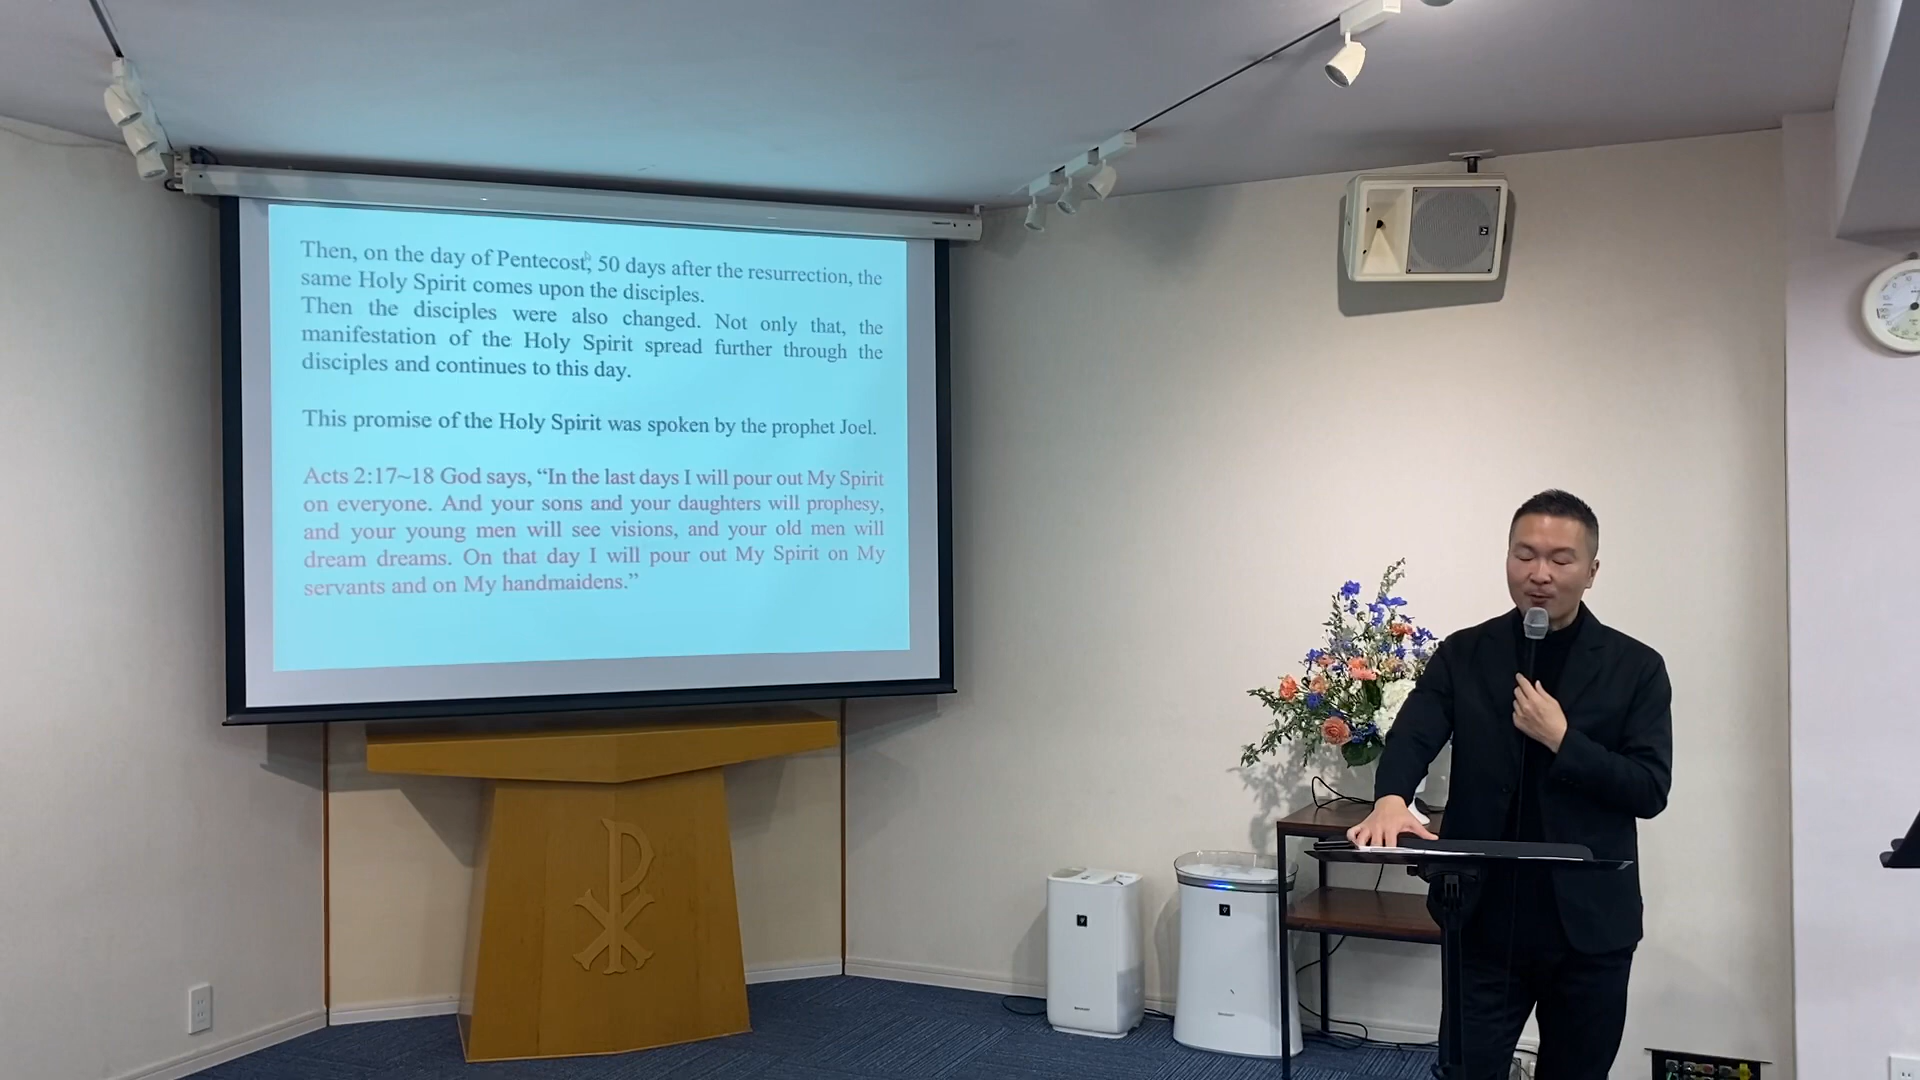 Then, on the day of Pentecost, 50 days after the resurrection, the
same Holy Spirit comes upon the disciples.
Then the disciples were also changed. Not only that, the
manifestation of the Holy Spirit spread further through the
disciples and continues to this day.
This promise of the Holy Spirit was spoken by the prophet Joel.
Acts 2:17~18 God says, “In the last days I will pour out My Spirit
on everyone. And your sons and your daughters will prophesy,
and your young men will see visions, and your old men will
dream dreams. On that day I will pour out My Spirit on My
servants and on My handmaidens.”